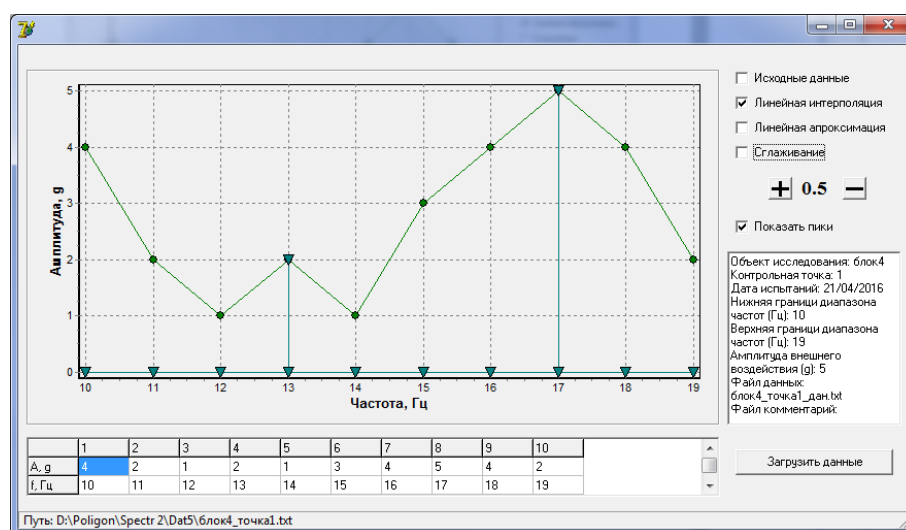 Исходные данные
Линейная интерполяция
Линейная апроксимация
Сглаживание
0.5
Показать пики
5
4
3
2
1
0
Амплитуда, g
10 11 12 13 14 15 16 17 18 19
Частота, Гц
Объект исследования: блок4
Контрольная точка: 1
Дата испытаний: 21/04/2016
Нижняя граници диапазона
частот (Гц): 10
Верхняя граници диапазона
частот (Гц): 19
Амплитуда внешнего
воздействия (g): 5
Файл данных:
блок4_точка1_дан.txt
Файл комментарий:
1 2 3 4 5 6 7 8 9 10
A, g 4 2 1 2 1 3 4 5 4 2
f, Гц 10 11 12 13 14 15 16 17 18 19
Загрузить данные
Путь: D:\Poligon\Spectr 2\Dat5\блок4_точка1.txt